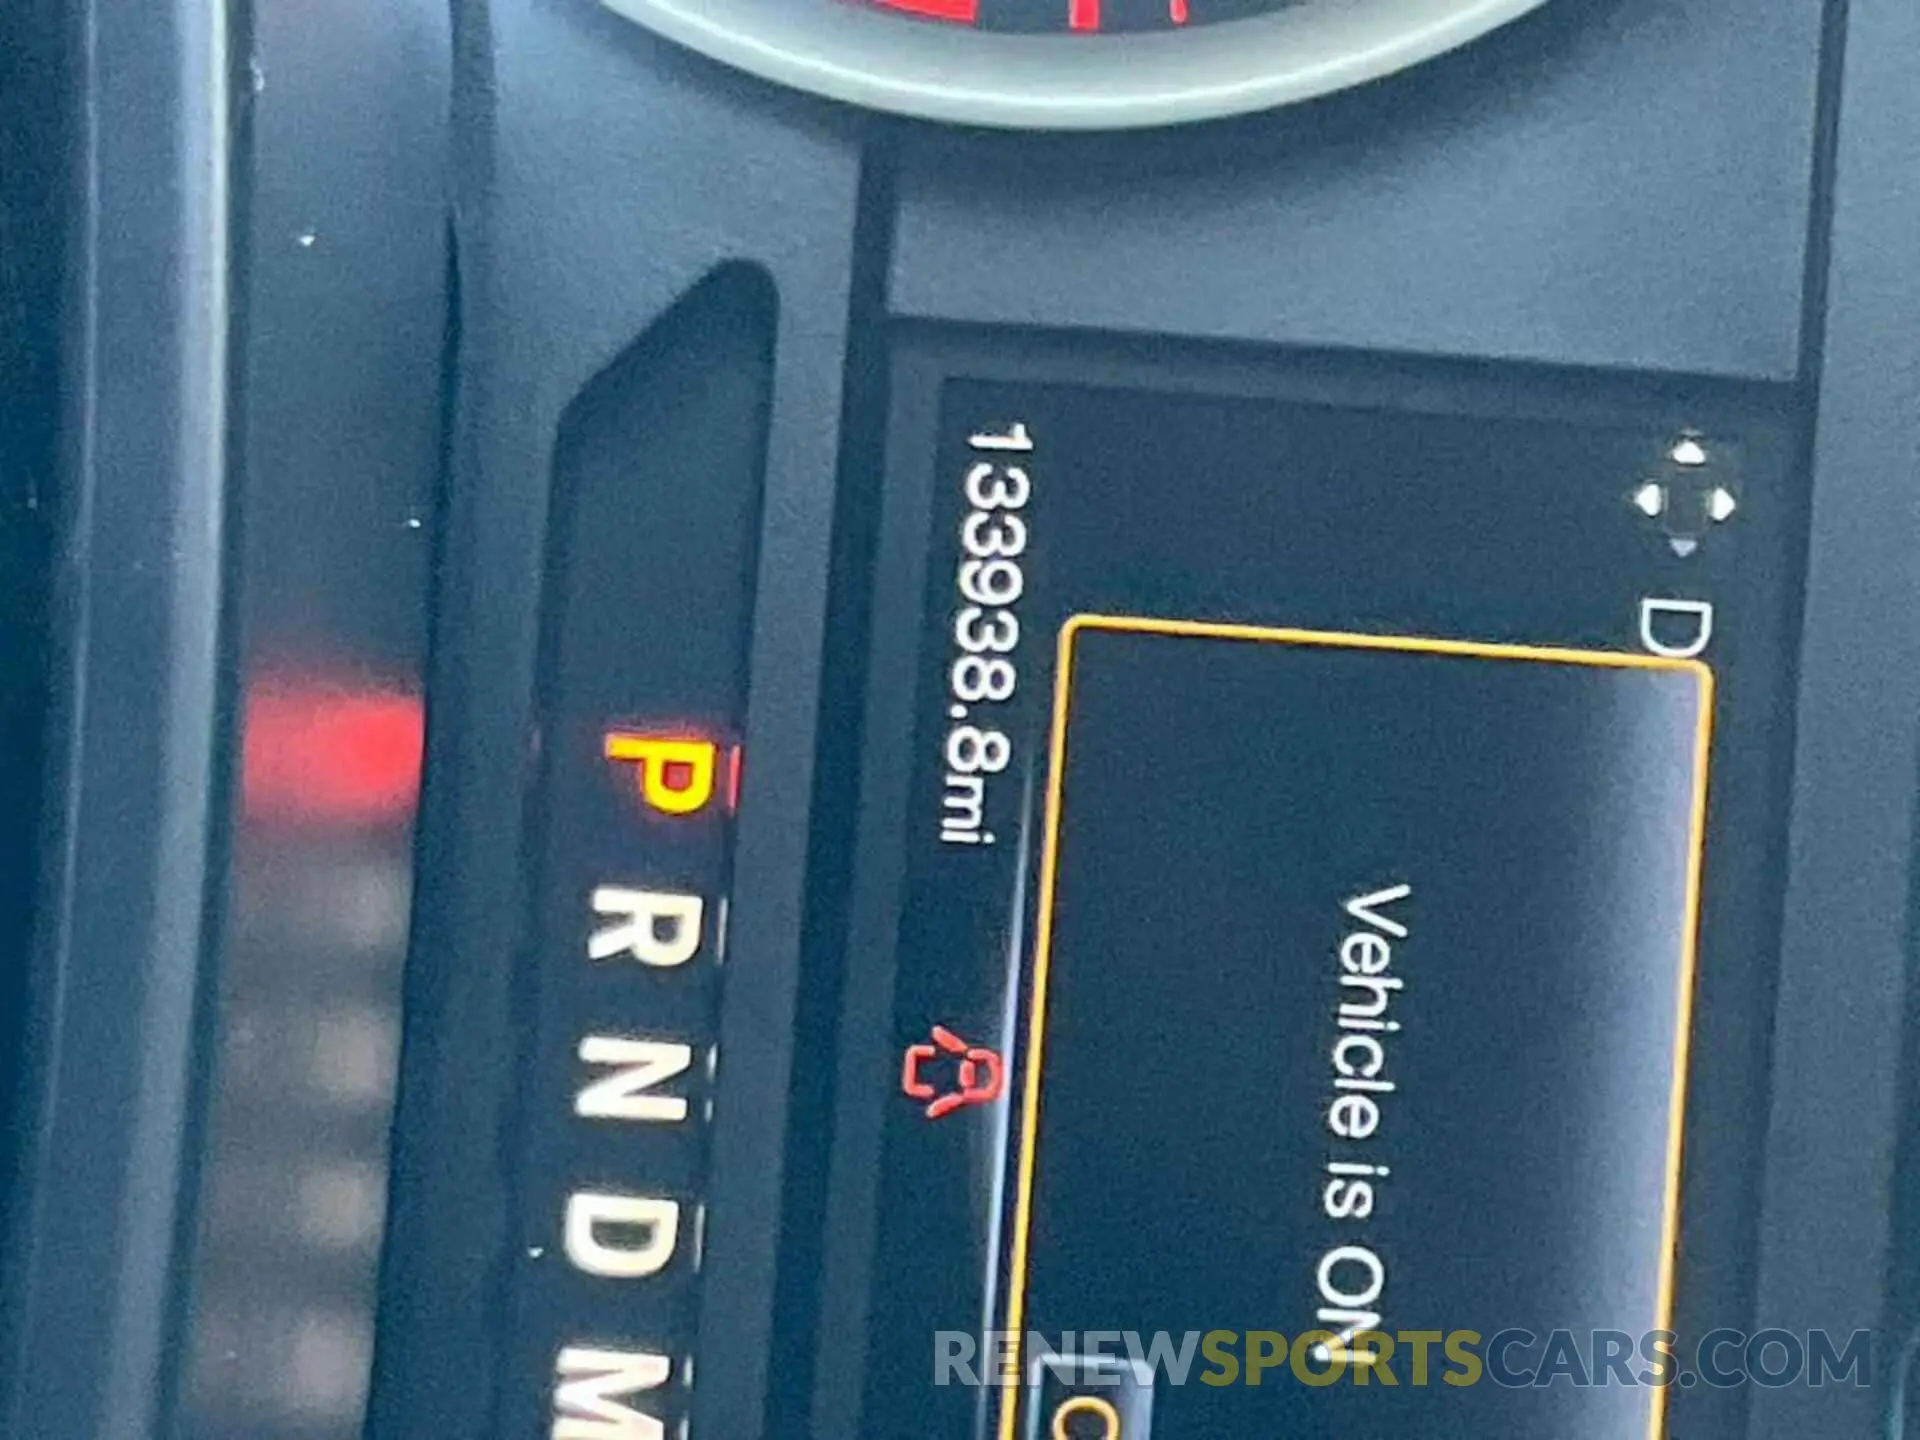 D
Vehicle is ON
133938.8mi
P R N D M
RENEWSPORTSCARS.COM